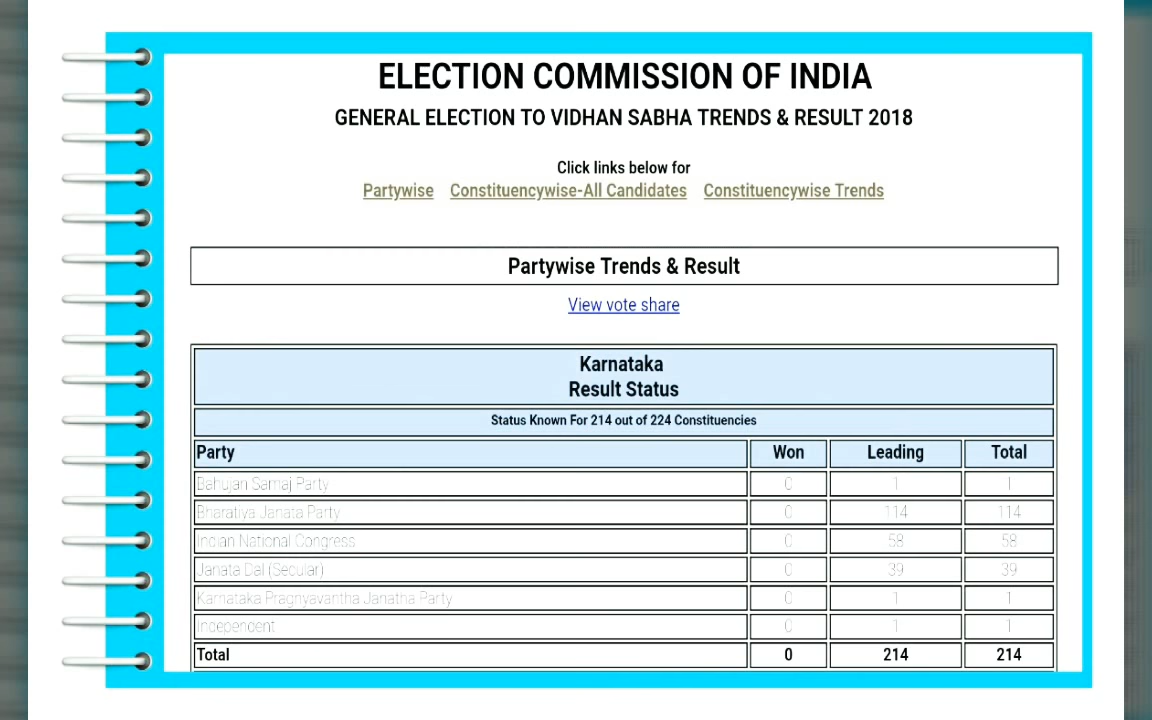 ELECTION COMMISSION OF INDIA
GENERAL ELECTION TO VIDHAN SABHA TRENDS & RESULT 2018
Click links below for
Partywise Constituencywise-All Candidates Constituencywise Trends
Partywise Trends & Result
View vote share
Karnataka
Result Status
Status Known For 214 out of 224 Constituencies
Party Won Leading Total
Bahujan Samaj Party 0 1 1
Bharatiya Janata Party 0 114 114
Indian National Congress 0 58 58
Janata Dal (Secular) 0 39 39
Karnataka Pragnyavantha Janatha Party 0 1 1
Independent 0 1 1
Total 0 214 214